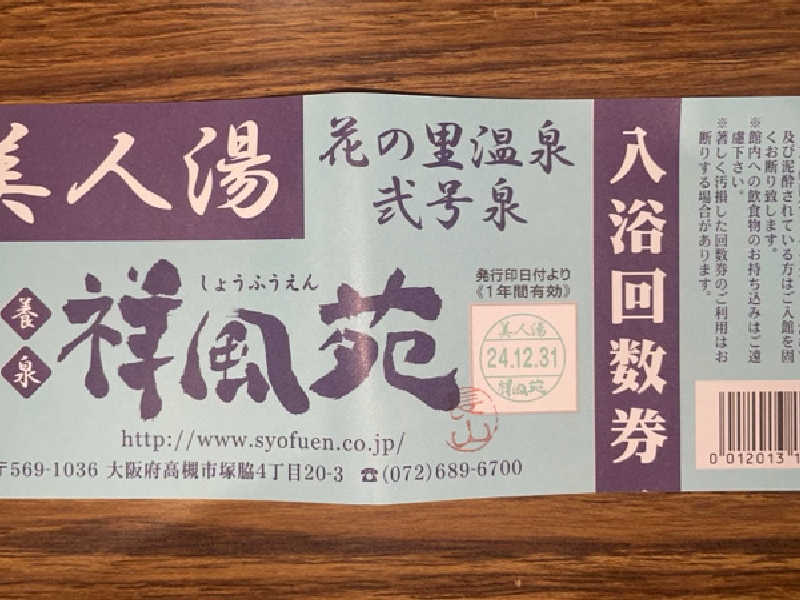 美人湯
花の里温泉
弐号泉
養泉
しょうふうえん
祥風苑
発行印日付より
《1年間有効》
美人湯
24.12.31
祥風苑
http://www.syofuen.co.jp/
〒569-1036 大阪府高槻市塚脇4丁目20-3 ☎(072)689-6700
入浴回数券
及び泥酔されている方はご入館を固
くお断り致します。
※館内への飲食物のお持ち込みはご遠
慮下さい。
※著しく汚損した回数券のご利用はお
断りする場合があります。
0 012013 1